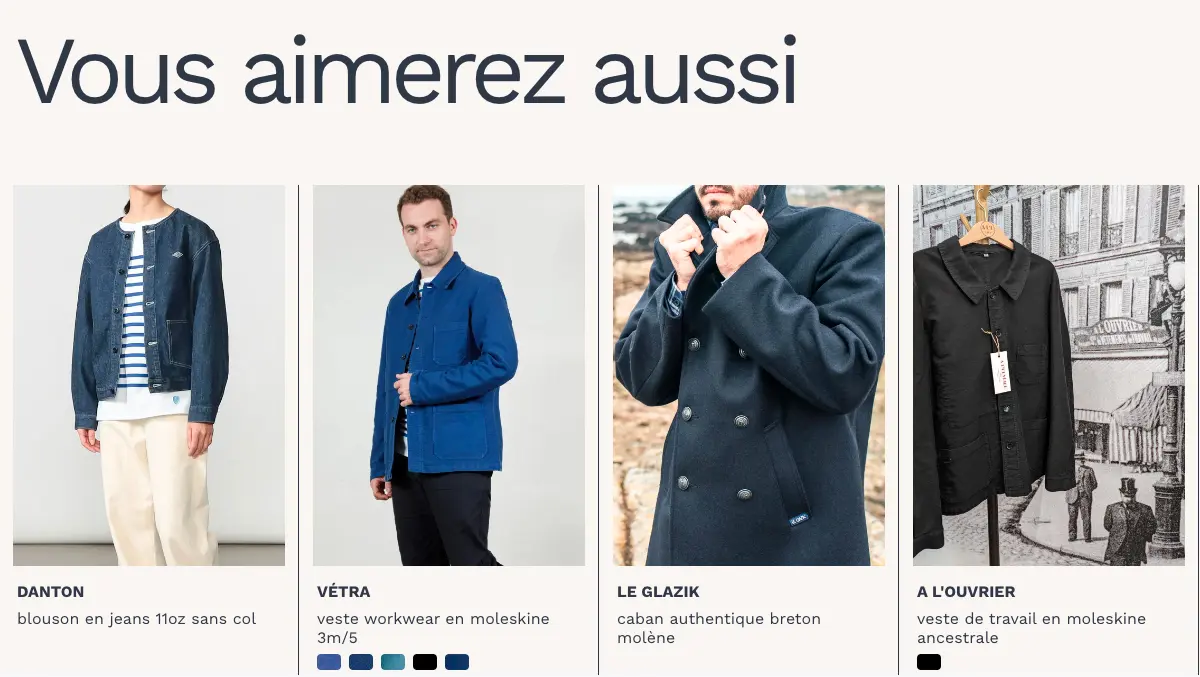 Vous aimerez aussi
DANTON
blouson en jeans 11oz sans col
VÉTRA
veste workwear en moleskine
3m/5
LE GLAZIK
caban authentique breton
molène
A L'OUVRIER
veste de travail en moleskine
ancestrale